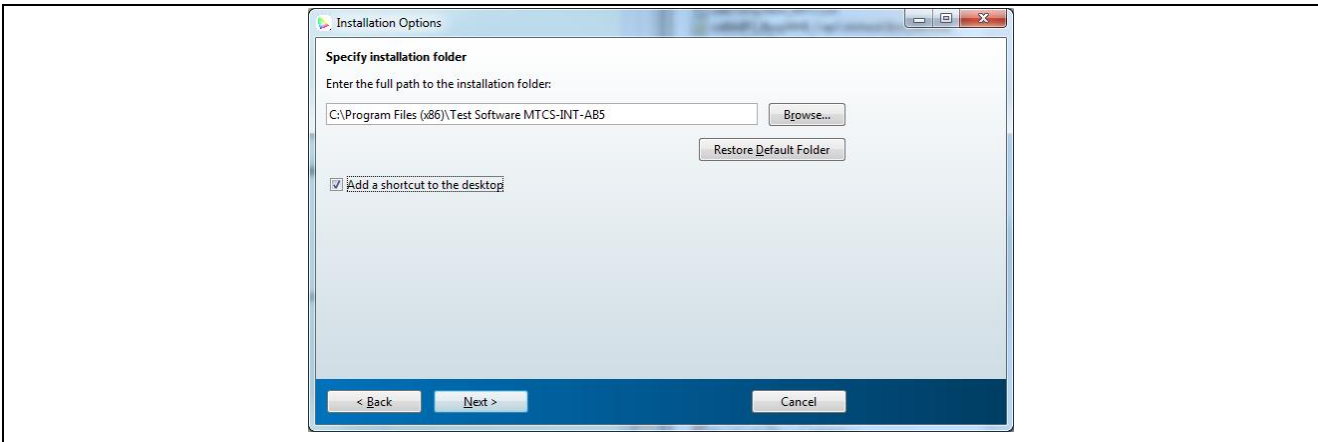 Installation Options
Specify installation folder
Enter the full path to the installation folder:
C:\Program Files (x86)\Test Software MTCS-INT-AB5
Browse...
Restore Default Folder
Add a shortcut to the desktop
< Back
Next >
Cancel